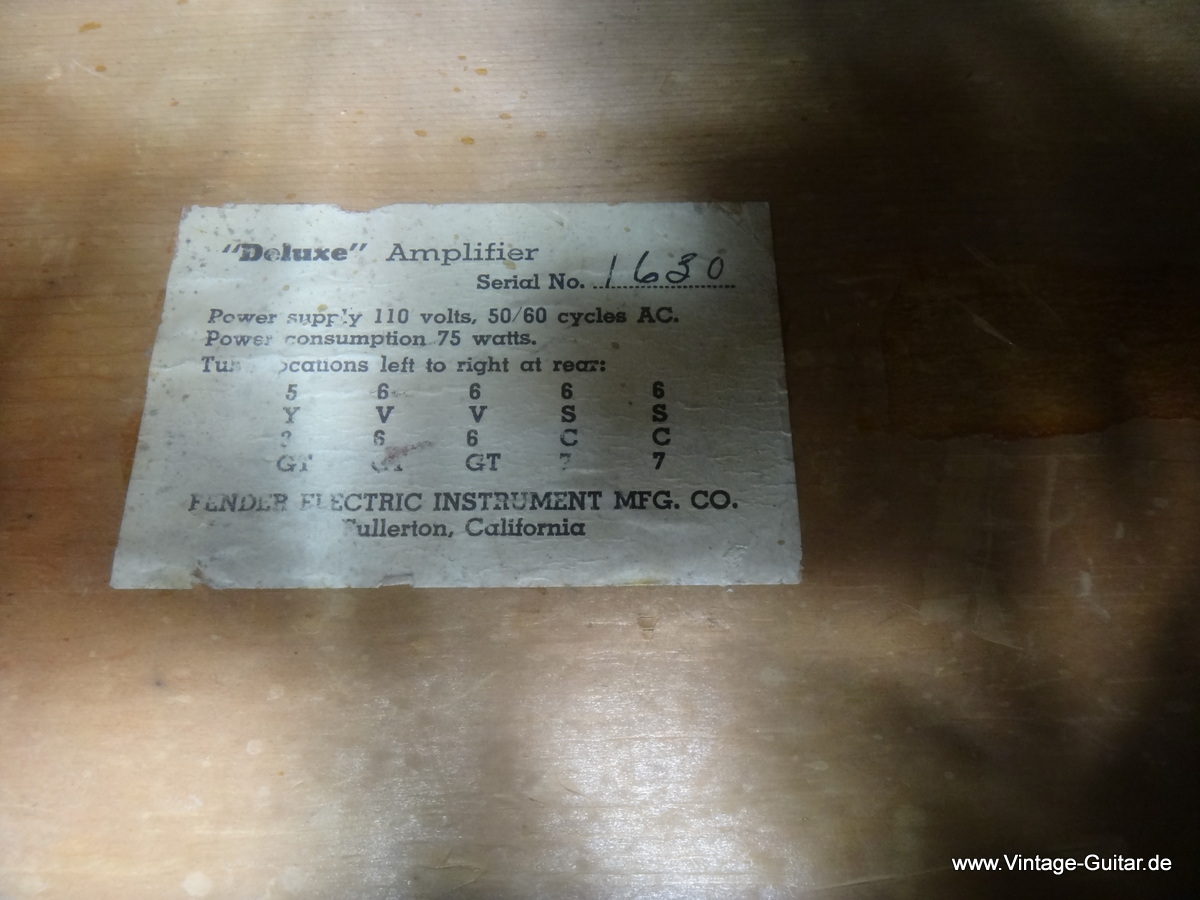 "Deluxe" Amplifier
Serial No. 1630
Power supply 110 volts, 50/60 cycles AC.
Power consumption 75 watts.
left to right at rear:
5 6 6 6 6
Y V V S S
6 6 C C
GT GT GT 7 7
FENDER ELECTRIC INSTRUMENT MFG. CO.
Fullerton, California
www.Vintage-Guitar.de